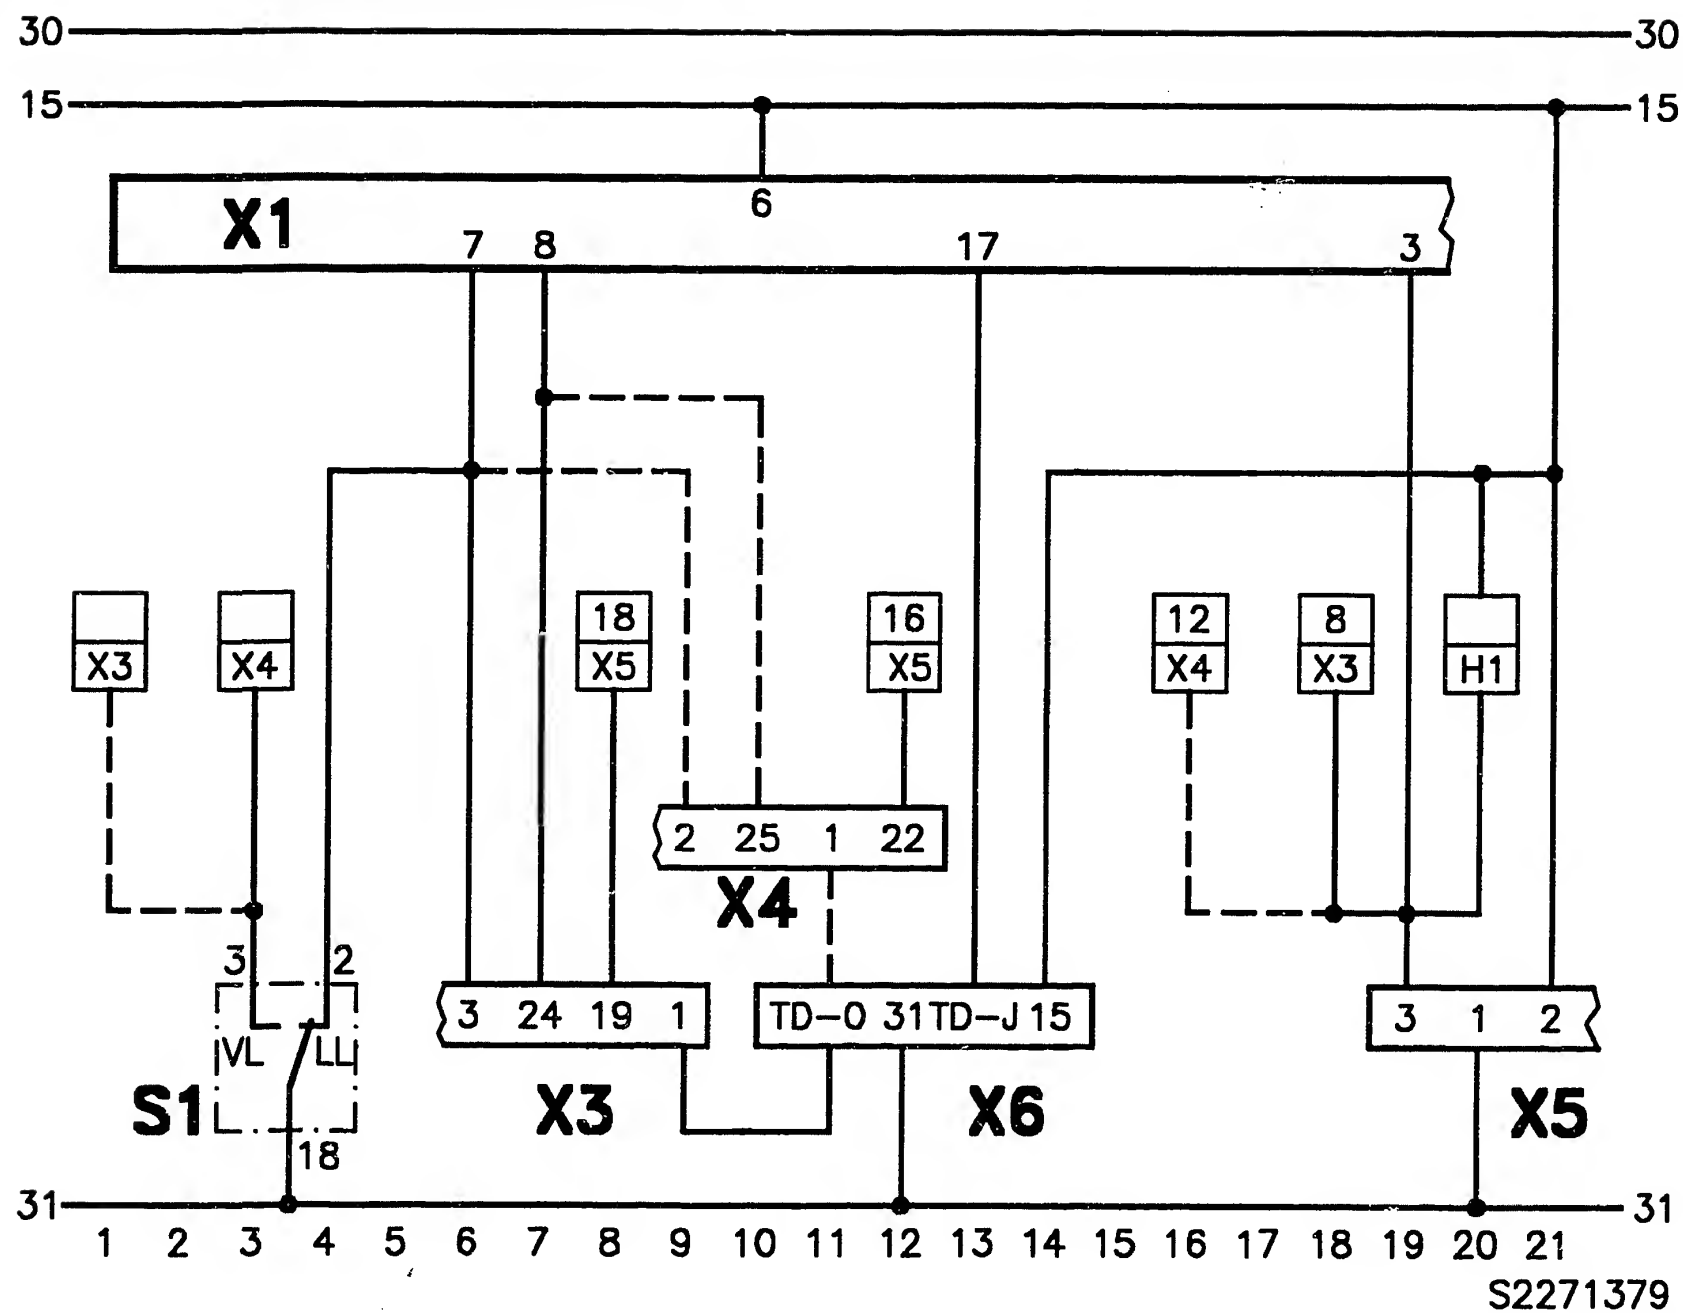 30 30
15 15
6
X1
7 8 17 3
18 16 12 8
X3 X4 X5 X5 X4 X3 H1
2 25 1 22
X4
3 2
3 24 19 1 TD-O 31 TD-J 15 3 1 2
VL LL
S1 X3 X6 X5
18
31 31
1 2 3 4 5 6 7 8 9 10 11 12 13 14 15 16 17 18 19 20 21
S2271379